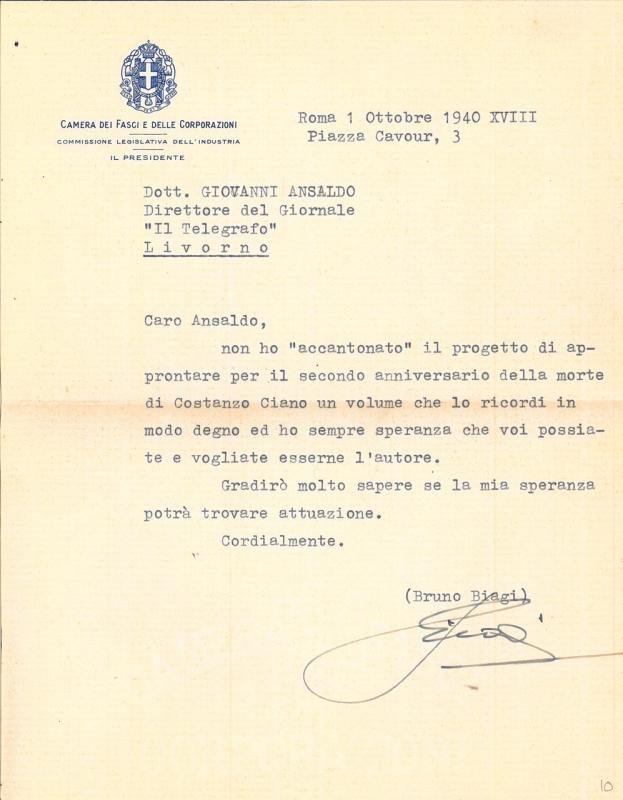 CAMERA DEI FASCI E DELLE CORPORAZIONI
COMMISSIONE LEGISLATIVA DELL'INDUSTRIA
IL PRESIDENTE
Roma 1 Ottobre 1940 XVIII
Piazza Cavour, 3
Dott. GIOVANNI ANSALDO
Direttore del Giornale
"Il Telegrafo"
L i v o r n o
Caro Ansaldo,
non ho "accantonato" il progetto di ap-
prontare per il secondo anniversario della morte
di Costanzo Ciano un volume che lo ricordi in
modo degno ed ho sempre speranza che voi possia-
te e vogliate esserne l'autore.
Gradirò molto sapere se la mia speranza
potrà trovare attuazione.
Cordialmente.
(Bruno Biagi)
10